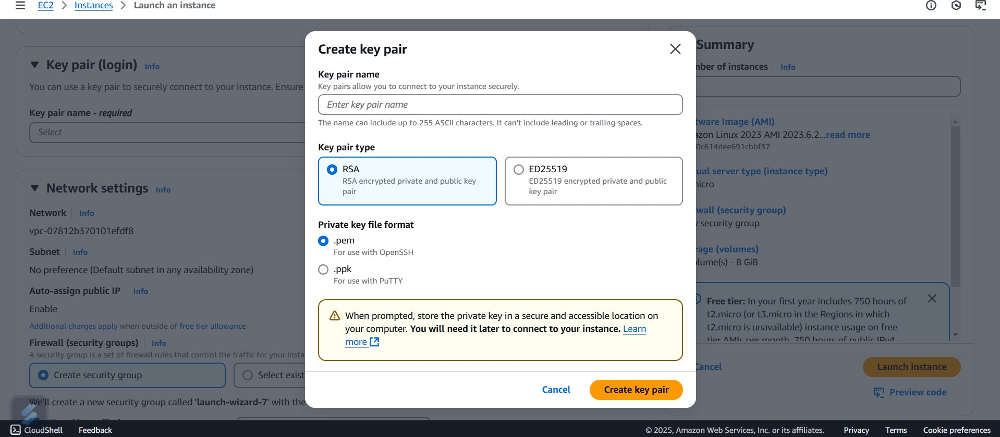 EC2 > Instances > Launch an instance
Key pair (login) Info
You can use a key pair to securely connect to your instance. Ensure
Key pair name - required
Select
Network settings Info
Network Info
vpc-07812b370101efdf8
Subnet Info
No preference (Default subnet in any availability zone)
Auto-assign public IP Info
Enable
Additional charges apply when outside of free tier allowance
Firewall (security groups) Info
A security group is a set of firewall rules that control the traffic for your insta
Create security group
Select exist
We'll create a new security group called 'launch-wizard-7' with the
Create key pair
Key pair name
Key pairs allow you to connect to your instance securely.
Enter key pair name
The name can include up to 255 ASCII characters. It can't include leading or trailing spaces.
Key pair type
RSA
RSA encrypted private and public key
pair
ED25519
ED25519 encrypted private and public
key pair
Private key file format
.pem
For use with OpenSSH
.ppk
For use with PuTTY
When prompted, store the private key in a secure and accessible location on
your computer. You will need it later to connect to your instance. Learn
more
Cancel
Create key pair
Summary
nber of instances Info
tware Image (AMI)
azon Linux 2023 AMI 2023.6.2...read more
0c614dee691cbbf37
ual server type (instance type)
nicro
wall (security group)
security group
rage (volumes)
lume(s) - 8 GiB
Free tier: In your first year includes 750 hours of
t2.micro (or t3.micro in the Regions in which
t2.micro is unavailable) instance usage on free
tier AMIs per month, 750 hours of public IPv4
Cancel
Launch instance
Preview code
CloudShell Feedback
© 2025, Amazon Web Services, Inc. or its affiliates. Privacy Terms Cookie preferences